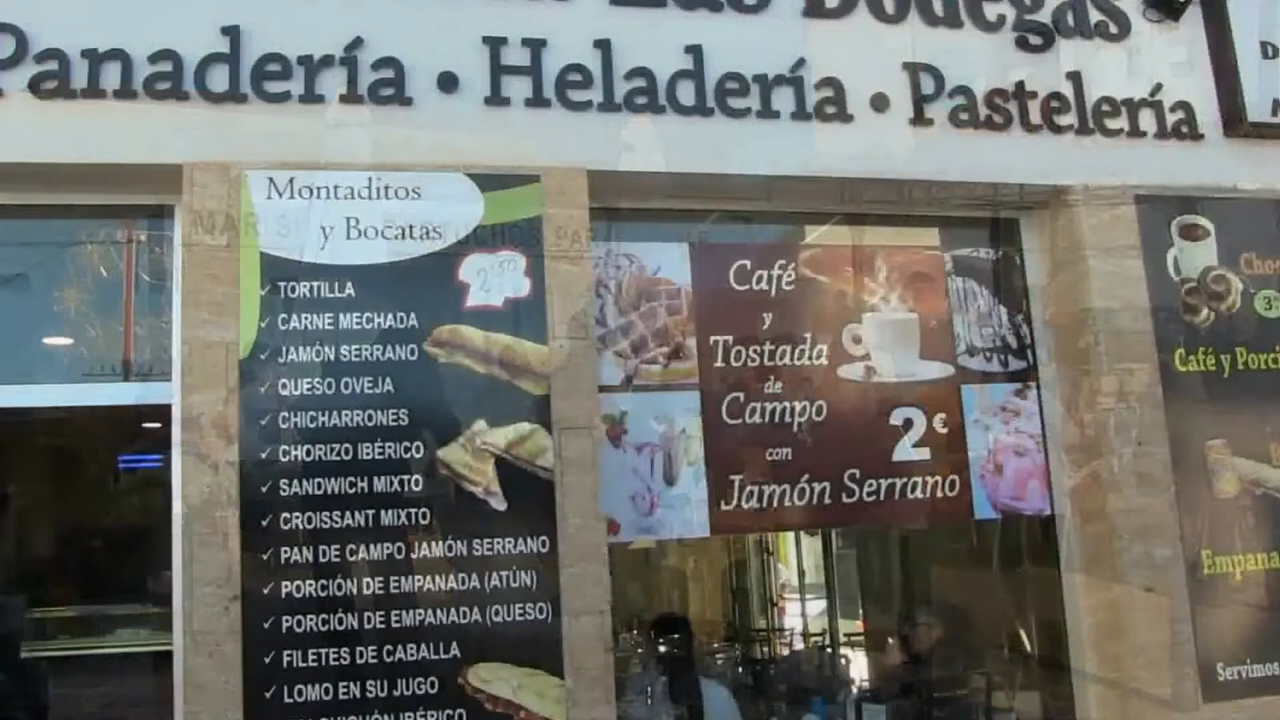 Las Bodegas
Panadería • Heladería • Pastelería
Montaditos
y Bocatas
2'50
✓ TORTILLA
✓ CARNE MECHADA
✓ JAMÓN SERRANO
✓ QUESO OVEJA
✓ CHICHARRONES
✓ CHORIZO IBÉRICO
✓ SANDWICH MIXTO
✓ CROISSANT MIXTO
✓ PAN DE CAMPO JAMÓN SERRANO
✓ PORCIÓN DE EMPANADA (ATÚN)
✓ PORCIÓN DE EMPANADA (QUESO)
✓ FILETES DE CABALLA
✓ LOMO EN SU JUGO
IBÉRICO
Café
y
Tostada
de
Campo
con
Jamón Serrano
2€
Café y Porci
Empana
Servimos